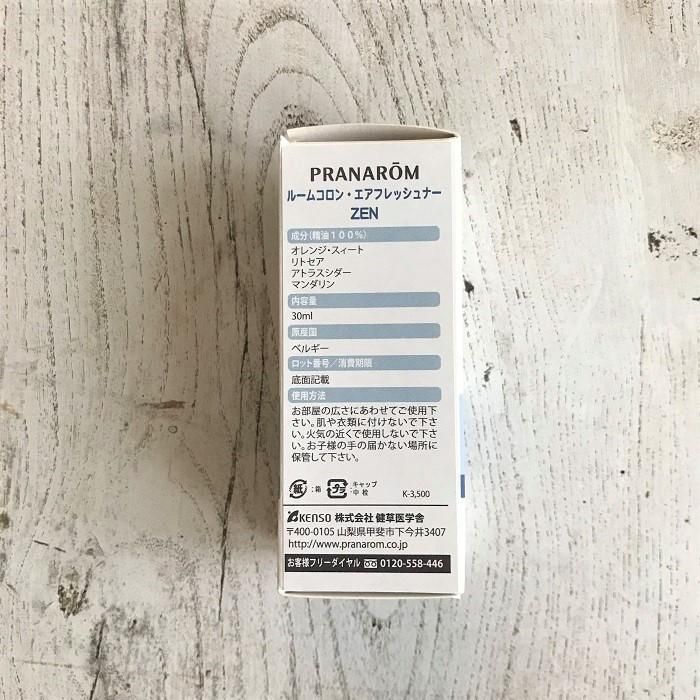 PRANARŌM
ルームコロン・エアフレッシュナー
ZEN
成分(精油１００%)
オレンジ・スィート
リトセア
アトラスシダー
マンダリン
内容量
30ml
原産国
ベルギー
ロット番号／消費期限
底面記載
使用方法
お部屋の広さにあわせてご使用下
さい。肌や衣類に付けないで下さ
い。火気の近くで使用しないで下さ
い。お子様の手の届かない場所に
保管して下さい。
紙 :箱 プラ :キャップ
・中栓
K-3,500
KENSO 株式会社 健草医学舎
〒400-0105 山梨県甲斐市下今井3407
http://www.pranarom.co.jp
お客様フリーダイヤル 0120-558-446